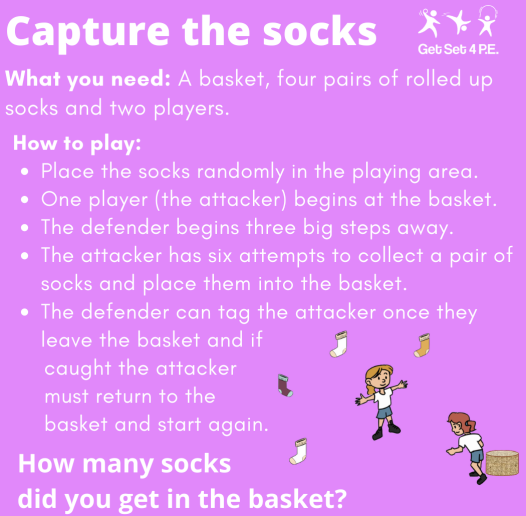 Capture the socks
Get Set 4 P.E.
What you need: A basket, four pairs of rolled up
socks and two players.
How to play:
• Place the socks randomly in the playing area.
• One player (the attacker) begins at the basket.
• The defender begins three big steps away.
• The attacker has six attempts to collect a pair of
socks and place them into the basket.
• The defender can tag the attacker once they
leave the basket and if
caught the attacker
must return to the
basket and start again.
How many socks
did you get in the basket?